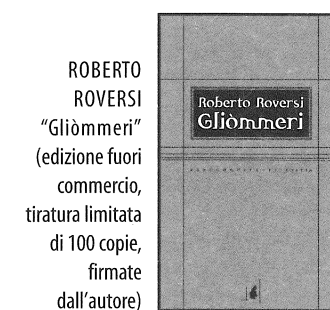 ROBERTO
ROVERSI
“Gliòmmeri”
(edizione fuori
commercio,
tiratura limitata
di 100 copie,
firmate
dall'autore)
Roberto Roversi
Gliòmmeri